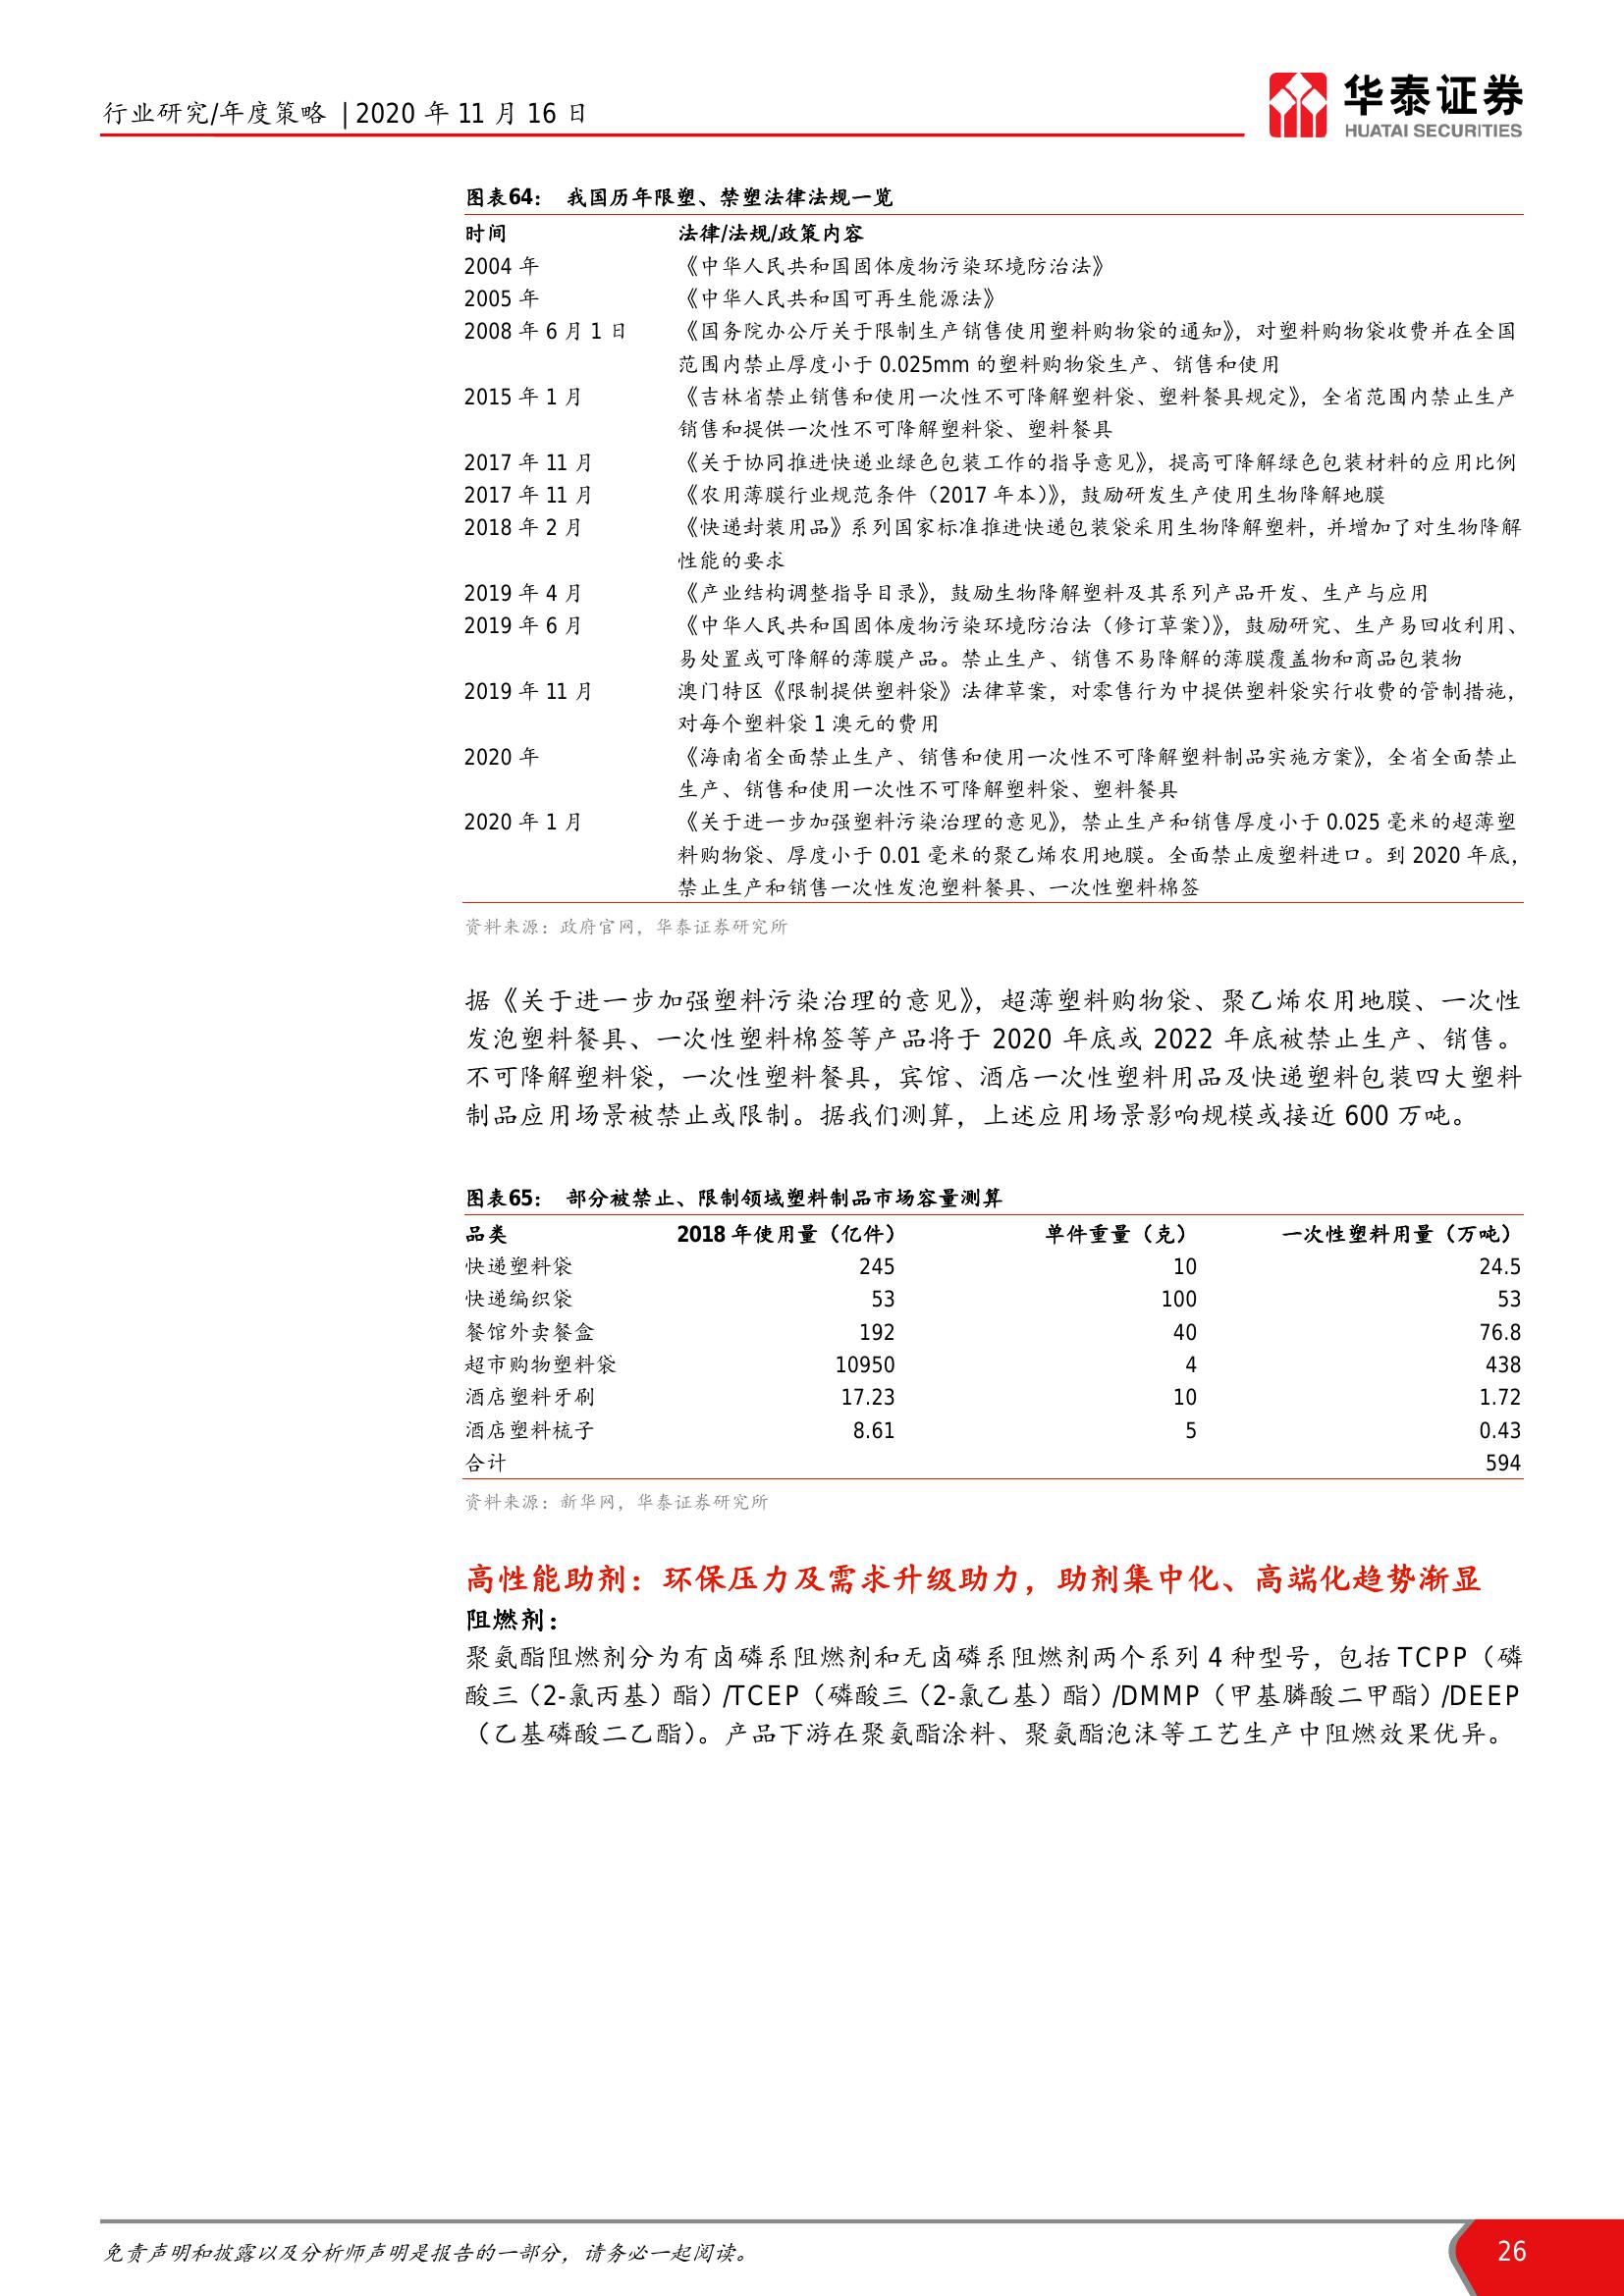 行业研究/年度策略 | 2020 年 11 月 16 日
华泰证券
HUATAI SECURITIES
图表64： 我国历年限塑、禁塑法律法规一览
时间 法律/法规/政策内容
2004 年 《中华人民共和国固体废物污染环境防治法》
2005 年 《中华人民共和国可再生能源法》
2008 年 6 月 1 日 《国务院办公厅关于限制生产销售使用塑料购物袋的通知》，对塑料购物袋收费并在全国
范围内禁止厚度小于 0.025mm 的塑料购物袋生产、销售和使用
2015 年 1 月 《吉林省禁止销售和使用一次性不可降解塑料袋、塑料餐具规定》，全省范围内禁止生产
销售和提供一次性不可降解塑料袋、塑料餐具
2017 年 11 月 《关于协同推进快递业绿色包装工作的指导意见》，提高可降解绿色包装材料的应用比例
2017 年 11 月 《农用薄膜行业规范条件（2017 年本）》，鼓励研发生产使用生物降解地膜
2018 年 2 月 《快递封装用品》系列国家标准推进快递包装袋采用生物降解塑料，并增加了对生物降解
性能的要求
2019 年 4 月 《产业结构调整指导目录》，鼓励生物降解塑料及其系列产品开发、生产与应用
2019 年 6 月 《中华人民共和国固体废物污染环境防治法（修订草案）》，鼓励研究、生产易回收利用、
易处置或可降解的薄膜产品。禁止生产、销售不易降解的薄膜覆盖物和商品包装物
2019 年 11 月 澳门特区《限制提供塑料袋》法律草案，对零售行为中提供塑料袋实行收费的管制措施，
对每个塑料袋 1 澳元的费用
2020 年 《海南省全面禁止生产、销售和使用一次性不可降解塑料制品实施方案》，全省全面禁止
生产、销售和使用一次性不可降解塑料袋、塑料餐具
2020 年 1 月 《关于进一步加强塑料污染治理的意见》，禁止生产和销售厚度小于 0.025 毫米的超薄塑
料购物袋、厚度小于 0.01 毫米的聚乙烯农用地膜。全面禁止废塑料进口。到 2020 年底，
禁止生产和销售一次性发泡塑料餐具、一次性塑料棉签
资料来源：政府官网，华泰证券研究所
据《关于进一步加强塑料污染治理的意见》，超薄塑料购物袋、聚乙烯农用地膜、一次性
发泡塑料餐具、一次性塑料棉签等产品将于 2020 年底或 2022 年底被禁止生产、销售。
不可降解塑料袋，一次性塑料餐具，宾馆、酒店一次性塑料用品及快递塑料包装四大塑料
制品应用场景被禁止或限制。据我们测算，上述应用场景影响规模或接近 600 万吨。
图表65： 部分被禁止、限制领域塑料制品市场容量测算
品类 2018 年使用量（亿件） 单件重量（克） 一次性塑料用量（万吨）
快递塑料袋 245 10 24.5
快递编织袋 53 100 53
餐馆外卖餐盒 192 40 76.8
超市购物塑料袋 10950 4 438
酒店塑料牙刷 17.23 10 1.72
酒店塑料梳子 8.61 5 0.43
合计 594
资料来源：新华网，华泰证券研究所
高性能助剂：环保压力及需求升级助力，助剂集中化、高端化趋势渐显
阻燃剂：
聚氨酯阻燃剂分为有卤磷系阻燃剂和无卤磷系阻燃剂两个系列 4 种型号，包括 TCPP（磷
酸三（2-氯丙基）酯）/TCEP（磷酸三（2-氯乙基）酯）/DMMP（甲基膦酸二甲酯）/DEEP
（乙基磷酸二乙酯）。产品下游在聚氨酯涂料、聚氨酯泡沫等工艺生产中阻燃效果优异。
免责声明和披露以及分析师声明是报告的一部分，请务必一起阅读。
26